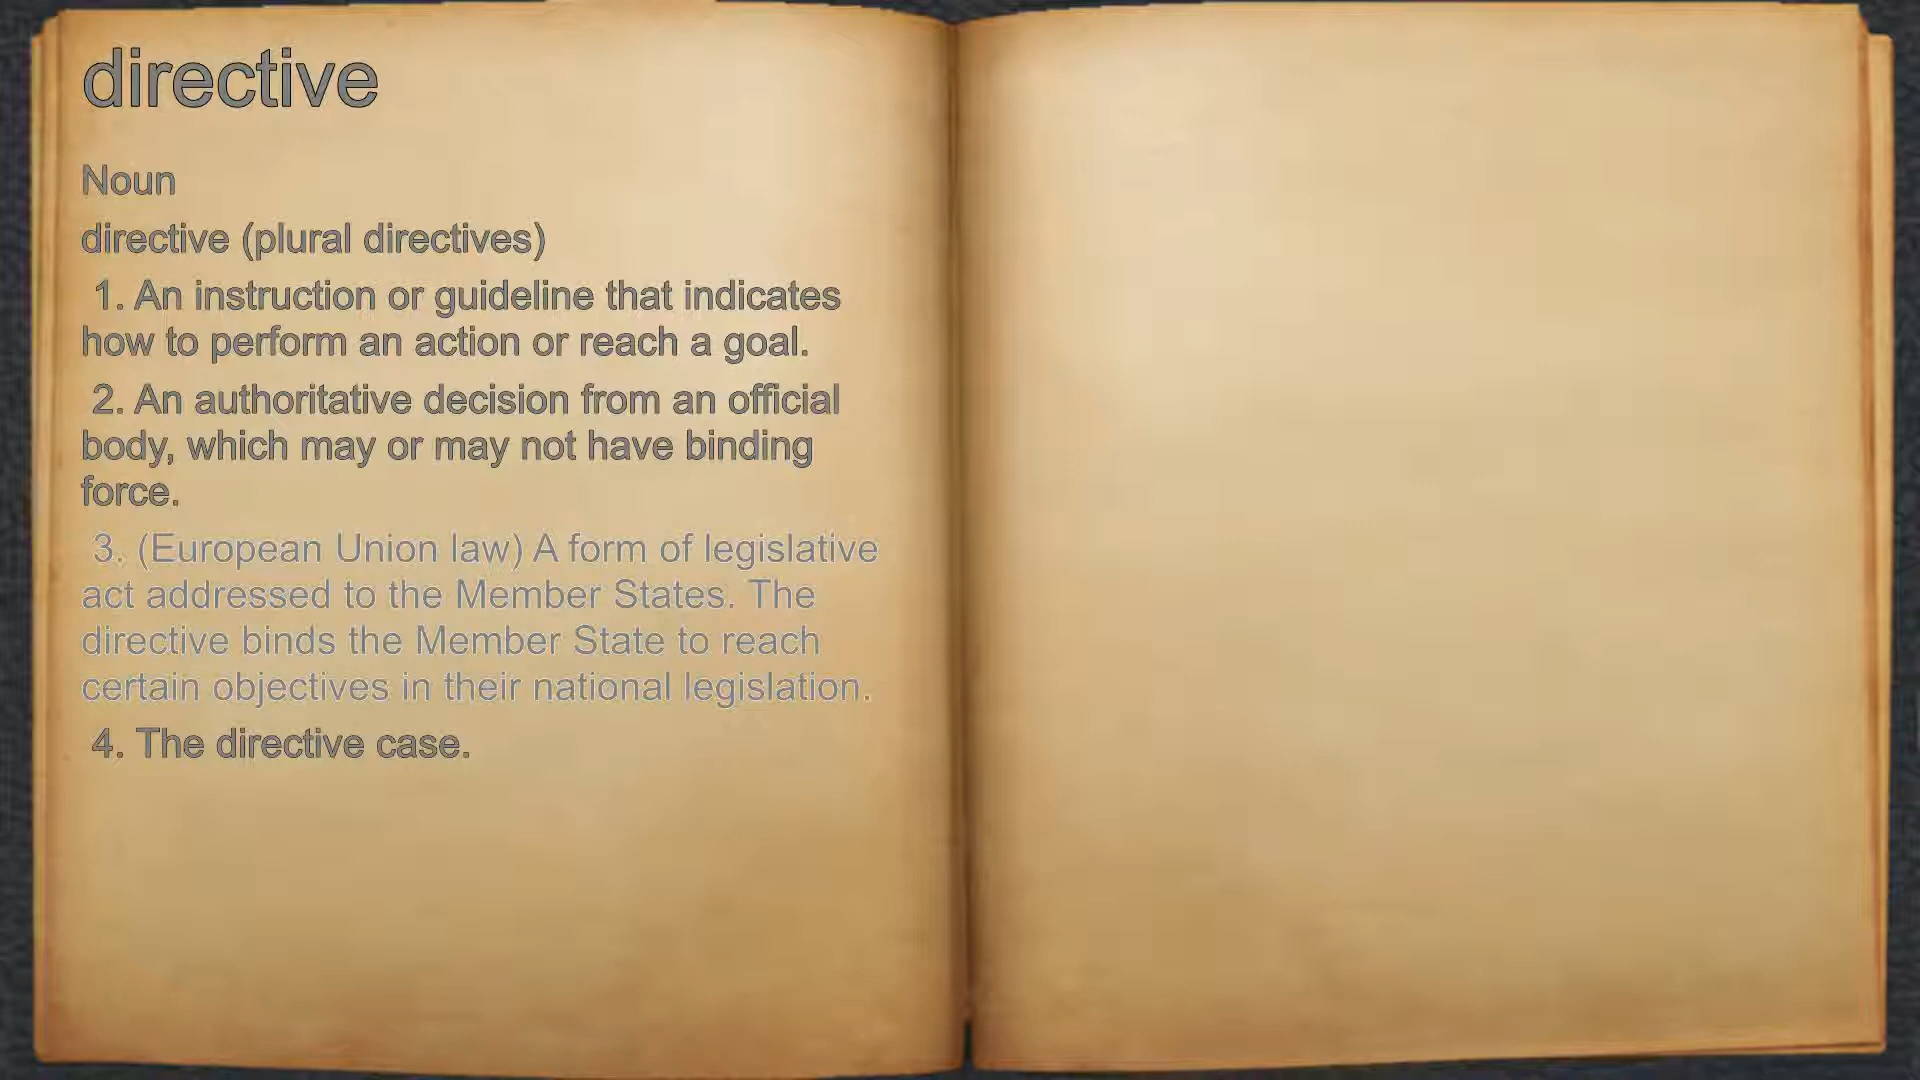 directive
Noun
directive (plural directives)
1. An instruction or guideline that indicates
how to perform an action or reach a goal.
2. An authoritative decision from an official
body, which may or may not have binding
force.
3. (European Union law) A form of legislative
act addressed to the Member States. The
directive binds the Member State to reach
certain objectives in their national legislation.
4. The directive case.